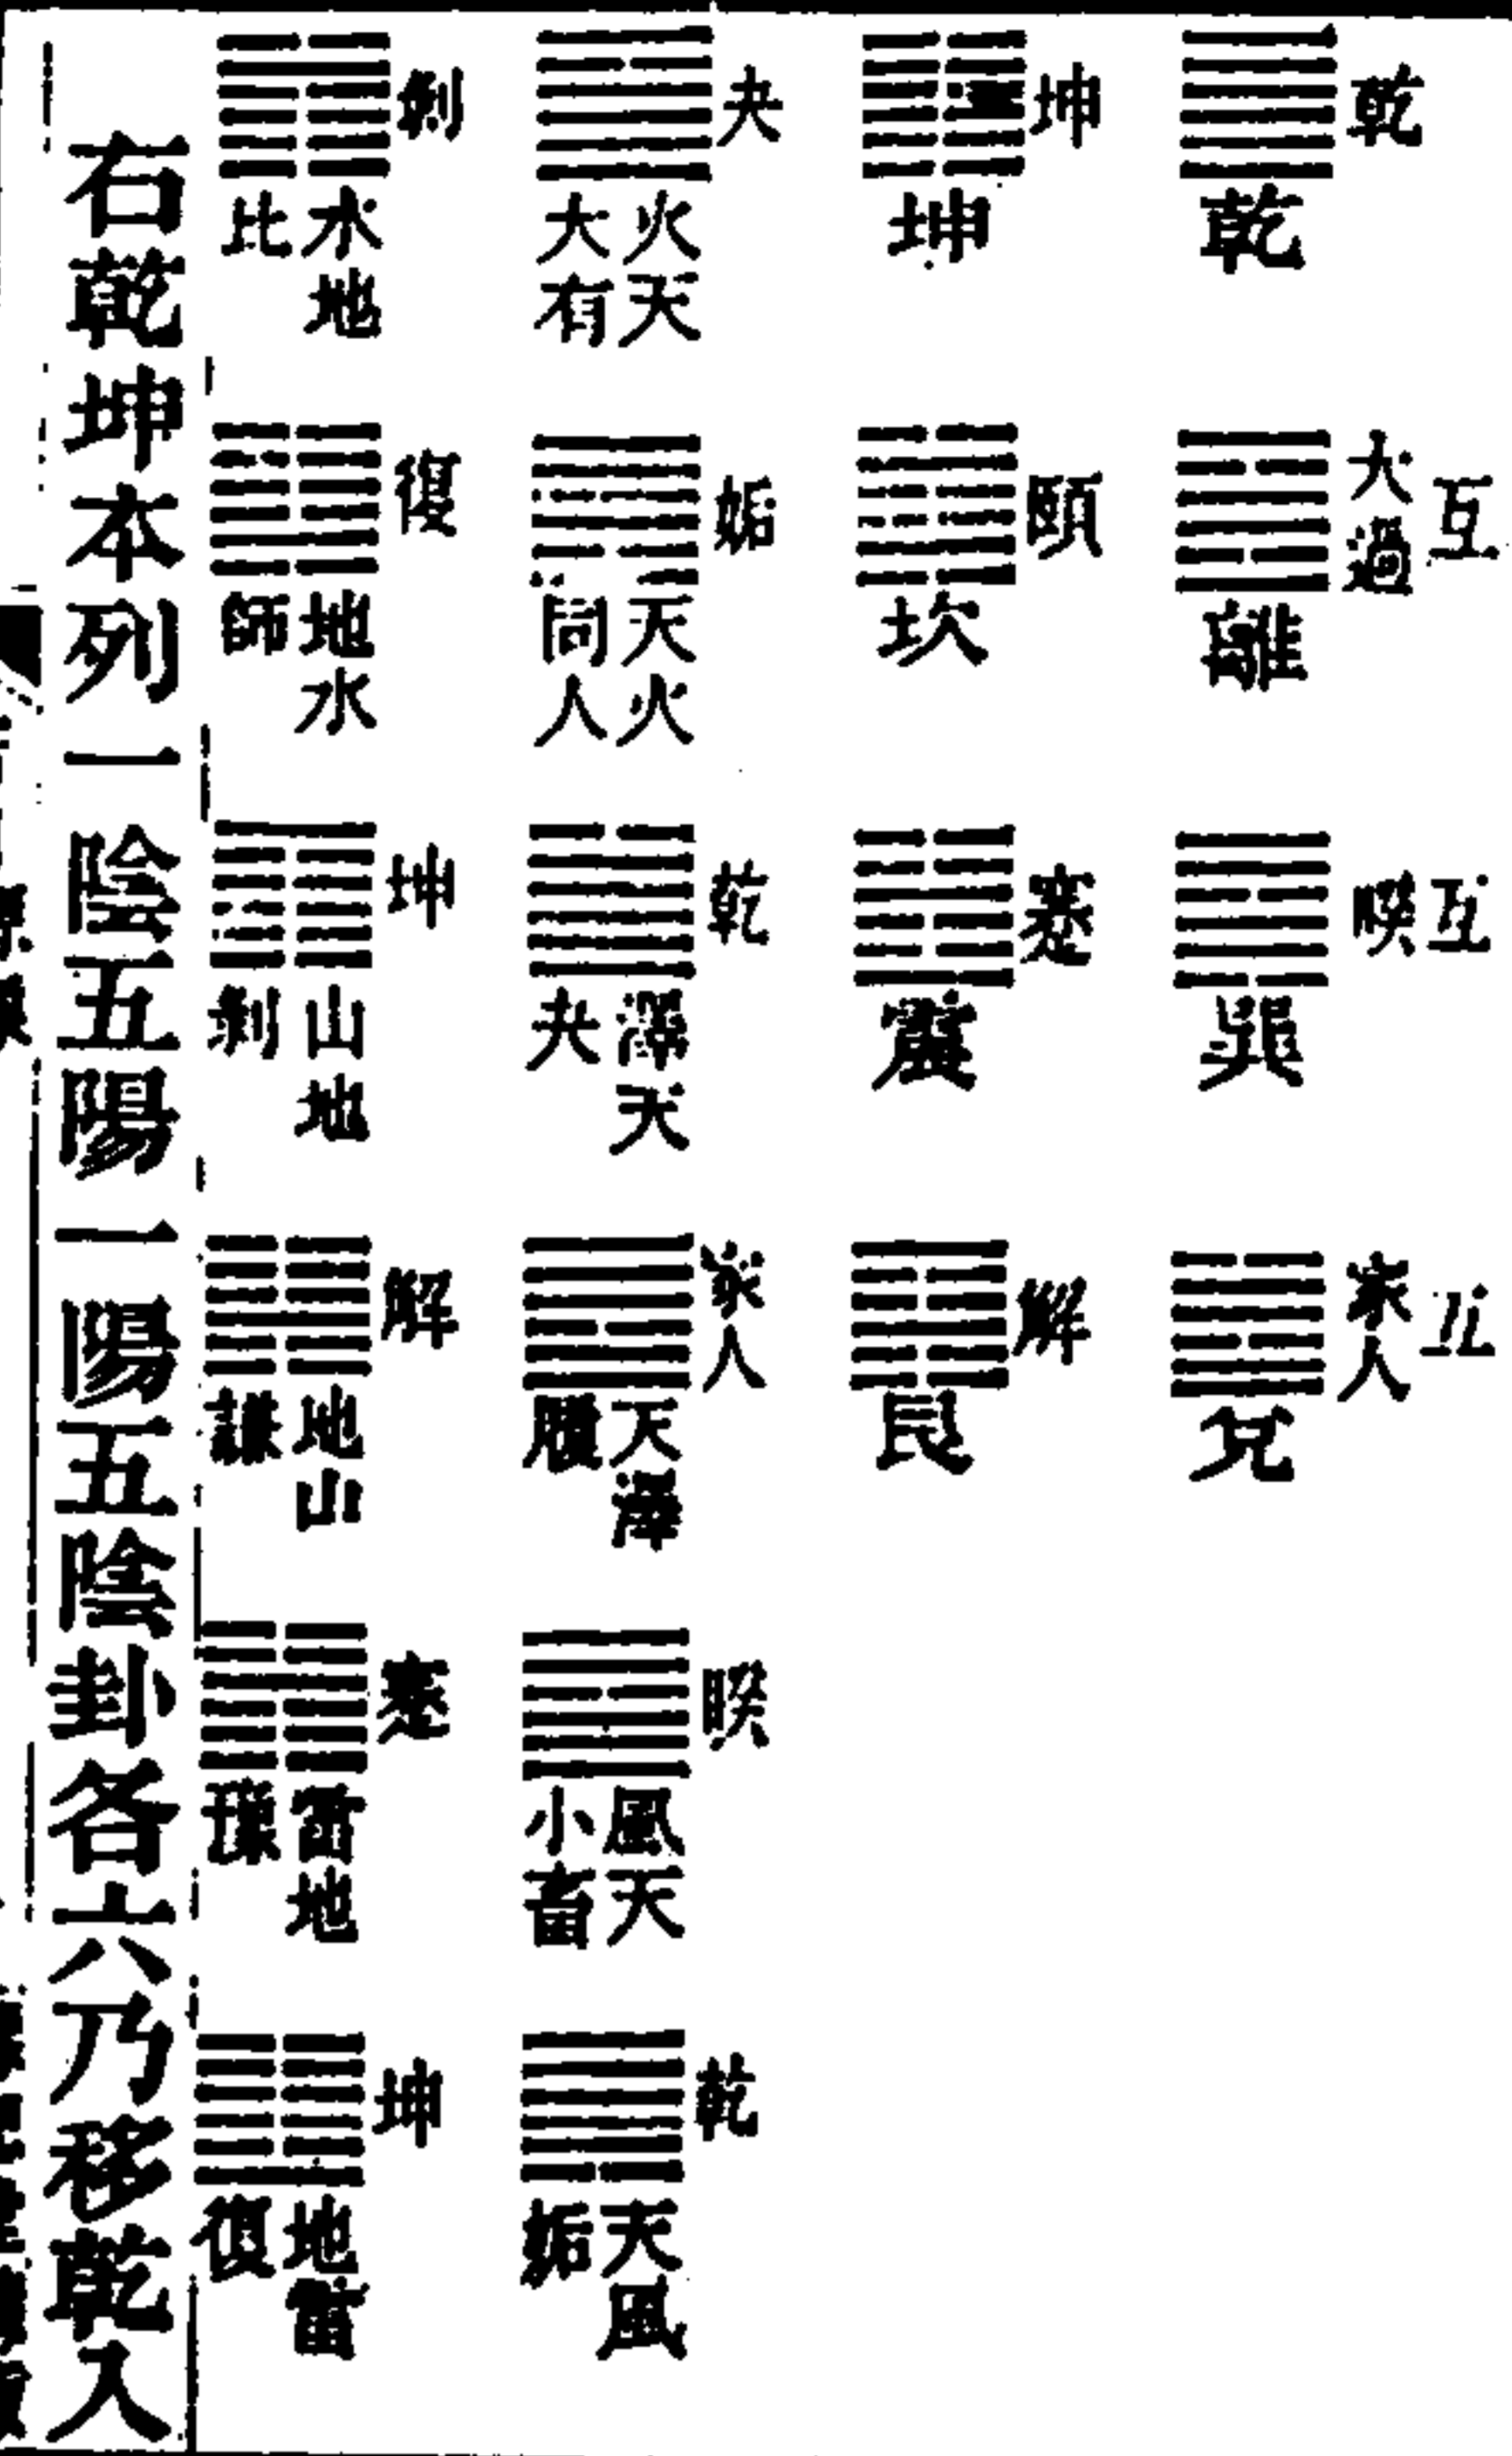 乾 乾
互大過 離
互睽 巽
互家人 兌
坤 坤
頤 坎
蹇 震
解 艮
夬 火天大有
姤 天火同人
乾 澤天夬
家人 天澤履
睽 風天小畜
乾 天風姤
剝 水地比
復 地水師
坤 山地剝
解 地山謙
蹇 雷地豫
坤 地雷復
右乾坤本列一陰五陽一陽五陰卦各六乃移乾入